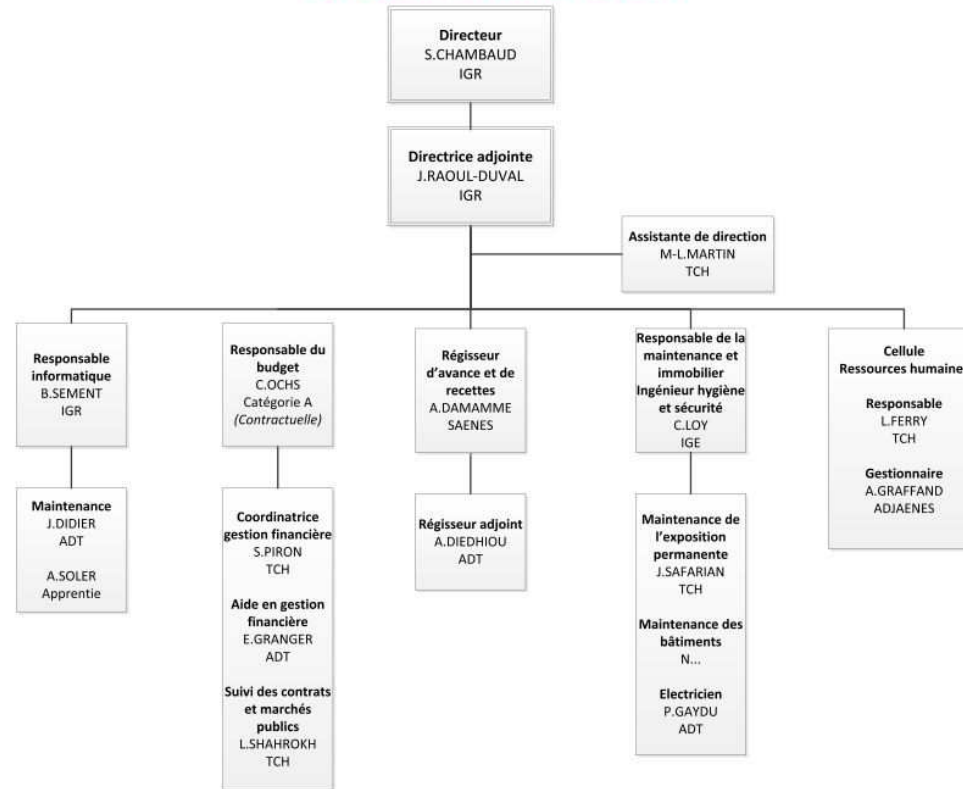 Directeur
S.CHAMBAUD
IGR
Directrice adjointe
J.RAOUL-DUVAL
IGR
Assistante de direction
M-L.MARTIN
TCH
Responsable
informatique
B.SEMENT
IGR
Responsable du
budget
C.OCHS
Catégorie A
(Contractuelle)
Régisseur
d'avance et de
recettes
A.DAMAMME
SAENES
Responsable de la
maintenance et
immobilier
Ingénieur hygiène
et sécurité
C.LOY
IGE
Cellule
Ressources humaine
Responsable
L.FERRY
TCH
Gestionnaire
A.GRAFFAND
ADJAENES
Maintenance
J.DIDIER
ADT
A.SOLER
Apprentie
Coordinatrice
gestion financière
S.PIRON
TCH
Aide en gestion
financière
E.GRANGER
ADT
Suivi des contrats
et marchés
publics
L.SHAHROKH
TCH
Régisseur adjoint
A.DIEDHIOU
ADT
Maintenance de
l'exposition
permanente
J.SAFARIAN
TCH
Maintenance des
bâtiments
N...
Electricien
P.GAYDU
ADT